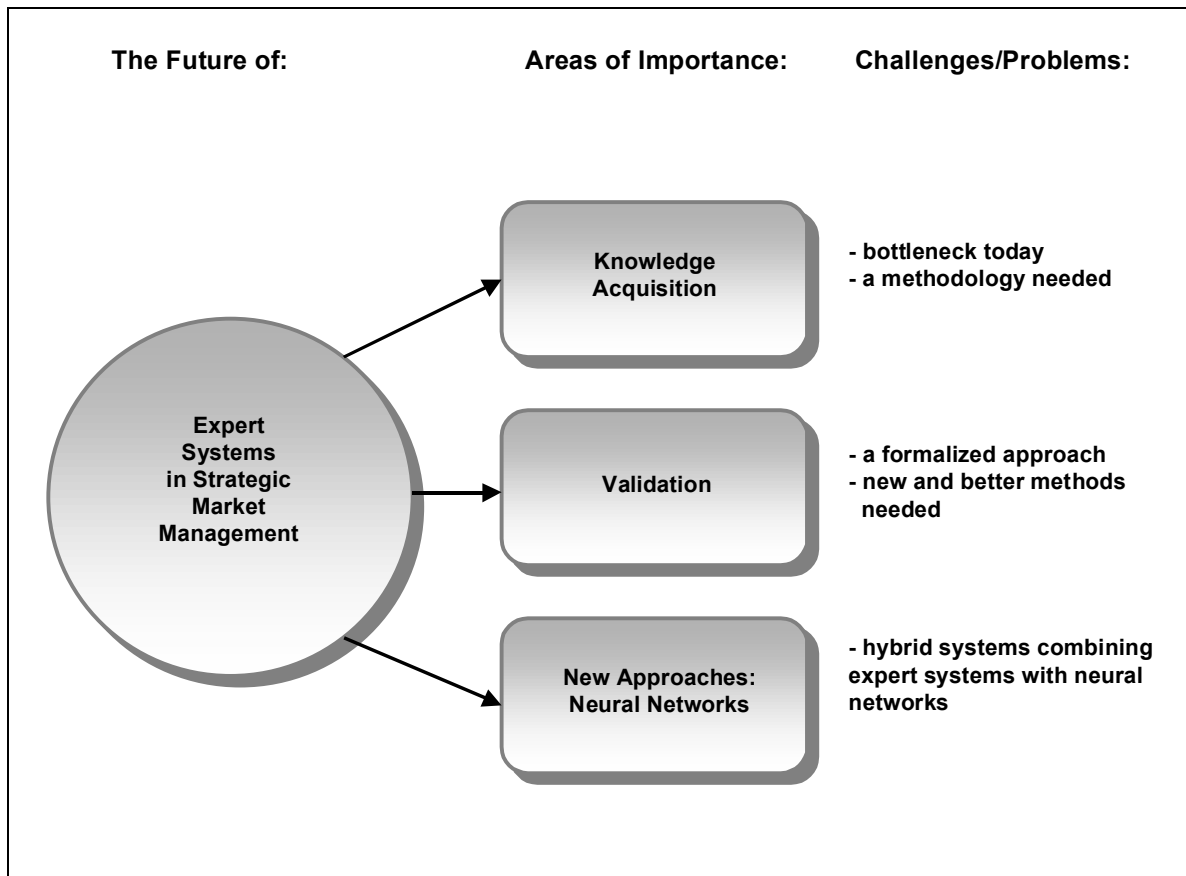 The Future of:
Areas of Importance:
Challenges/Problems:
Expert
Systems
in Strategic
Market
Management
Knowledge
Acquisition
- bottleneck today
- a methodology needed
Validation
- a formalized approach
- new and better methods
needed
New Approaches:
Neural Networks
- hybrid systems combining
expert systems with neural
networks